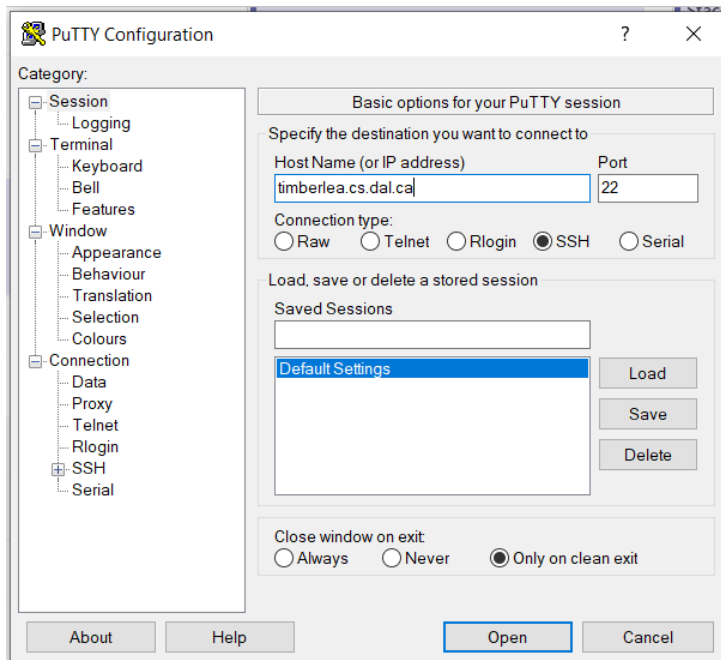 PuTTY Configuration
?
Category:
Session
Logging
Terminal
Keyboard
Bell
Features
Window
Appearance
Behaviour
Translation
Selection
Colours
Connection
Data
Proxy
Telnet
Rlogin
SSH
Serial
Basic options for your PuTTY session
Specify the destination you want to connect to
Host Name (or IP address) Port
timberlea.cs.dal.ca 22
Connection type:
Raw Telnet Rlogin SSH Serial
Load, save or delete a stored session
Saved Sessions
Default Settings
Load
Save
Delete
Close window on exit:
Always Never Only on clean exit
About Help Open Cancel